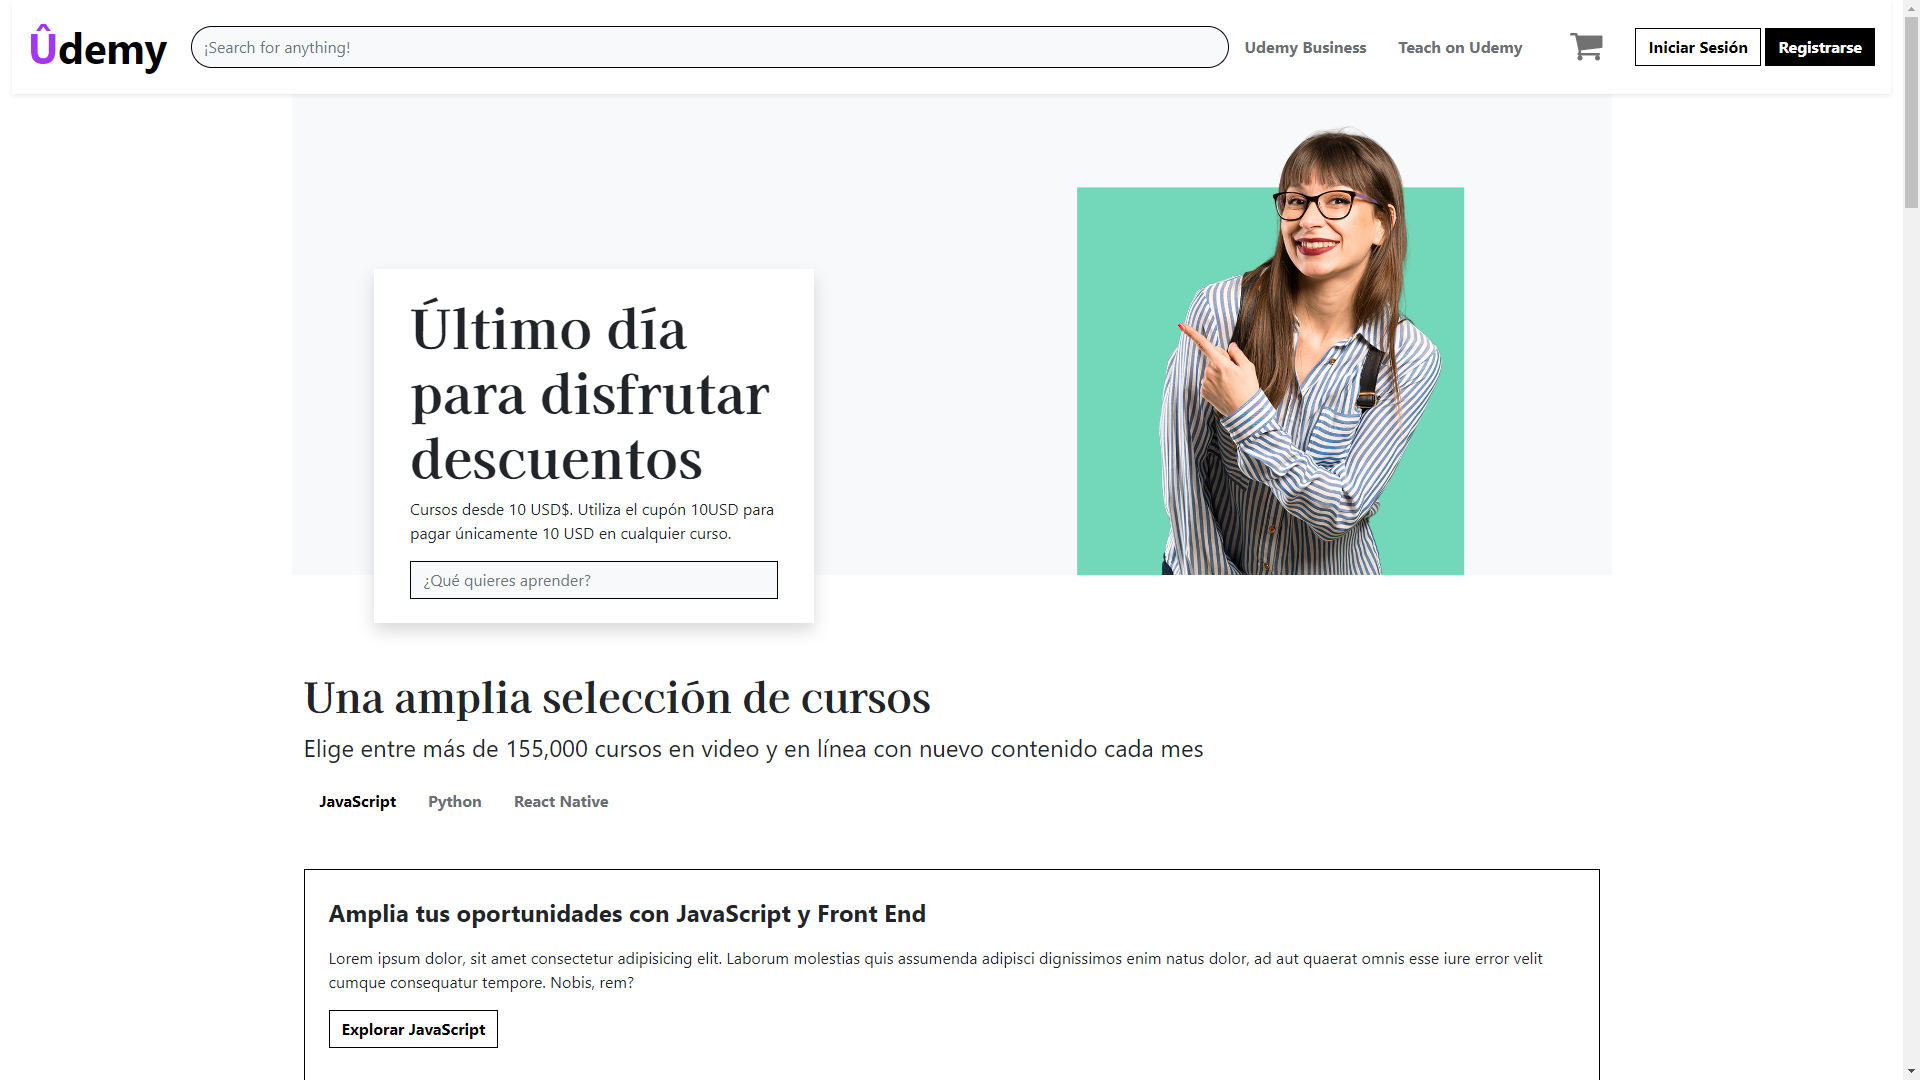 Ûdemy
¡Search for anything!
Udemy Business
Teach on Udemy
Iniciar Sesión
Registrarse
Último día
para disfrutar
descuentos
Cursos desde 10 USD$. Utiliza el cupón 10USD para
pagar únicamente 10 USD en cualquier curso.
¿Qué quieres aprender?
Una amplia selección de cursos
Elige entre más de 155,000 cursos en video y en línea con nuevo contenido cada mes
JavaScript
Python
React Native
Amplia tus oportunidades con JavaScript y Front End
Lorem ipsum dolor, sit amet consectetur adipisicing elit. Laborum molestias quis assumenda adipisci dignissimos enim natus dolor, ad aut quaerat omnis esse iure error velit
cumque consequatur tempore. Nobis, rem?
Explorar JavaScript